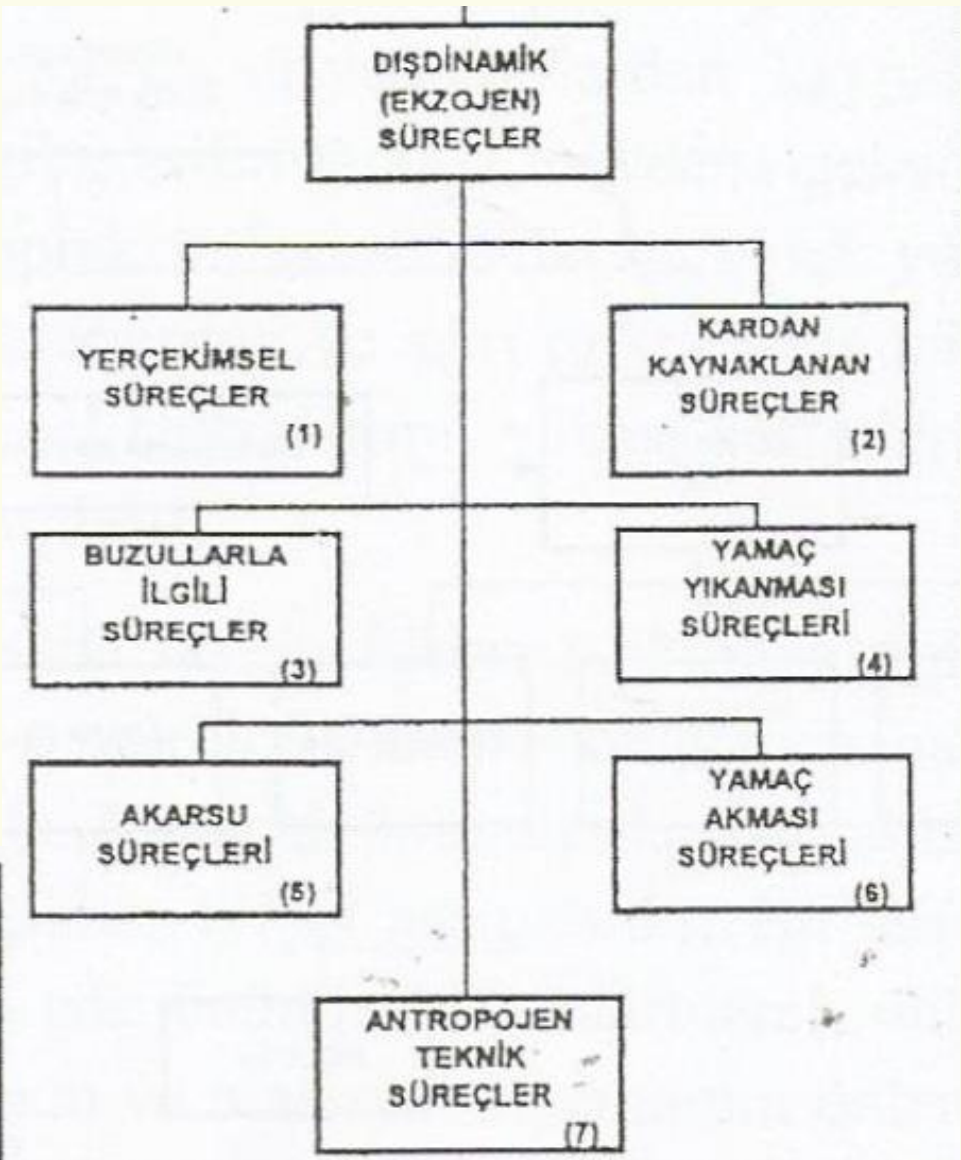 DIŞDİNAMİK
(EKZOJEN)
SÜREÇLER
YERÇEKİMSEL
SÜREÇLER
(1)
KARDAN
KAYNAKLANAN
SÜREÇLER
(2)
BUZULLARLA
İLGİLİ
SÜREÇLER
(3)
YAMAÇ
YIKANMASI
SÜREÇLERİ
(4)
AKARSU
SÜREÇLERİ
(5)
YAMAÇ
AKMASI
SÜREÇLERİ
(6)
ANTROPOJEN
TEKNİK
SÜREÇLER
(7)